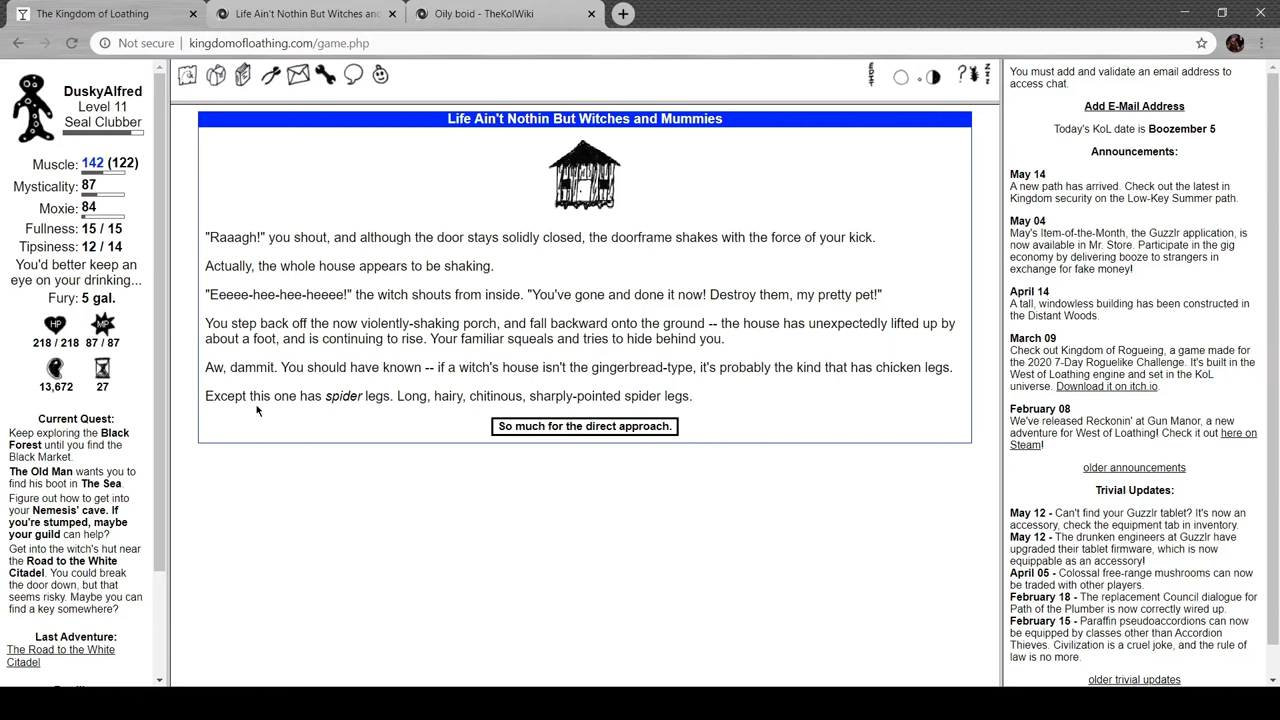 The Kingdom of Loathing
Life Ain't Nothin But Witches and
Oily boid - TheKolWiki
Not secure | kingdomofloathing.com/game.php
DuskyAlfred
Level 11
Seal Clubber
Muscle: 142 (122)
Mysticality: 87
Moxie: 84
Fullness: 15 / 15
Tipsiness: 12 / 14
You'd better keep an
eye on your drinking...
Fury: 5 gal.
HP
MP
218 / 218 87 / 87
13,672 27
Current Quest:
Keep exploring the Black
Forest until you find the
Black Market.
The Old Man wants you to
find his boot in The Sea.
Figure out how to get into
your Nemesis' cave. If
you're stumped, maybe
your guild can help?
Get into the witch's hut near
the Road to the White
Citadel. You could break
the door down, but that
seems risky. Maybe you can
find a key somewhere?
Last Adventure:
The Road to the White
Citadel
Life Ain't Nothin But Witches and Mummies
"Raaagh!" you shout, and although the door stays solidly closed, the doorframe shakes with the force of your kick.
Actually, the whole house appears to be shaking.
"Eeeee-hee-hee-heeee!" the witch shouts from inside. "You've gone and done it now! Destroy them, my pretty pet!"
You step back off the now violently-shaking porch, and fall backward onto the ground -- the house has unexpectedly lifted up by
about a foot, and is continuing to rise. Your familiar squeals and tries to hide behind you.
Aw, dammit. You should have known -- if a witch's house isn't the gingerbread-type, it's probably the kind that has chicken legs.
Except this one has spider legs. Long, hairy, chitinous, sharply-pointed spider legs.
So much for the direct approach.
You must add and validate an email address to
access chat.
Add E-Mail Address
Today's KoL date is Boozember 5
Announcements:
May 14
A new path has arrived. Check out the latest in
Kingdom security on the Low-Key Summer path.
May 04
May's Item-of-the-Month, the Guzzlr application, is
now available in Mr. Store. Participate in the gig
economy by delivering booze to strangers in
exchange for fake money!
April 14
A tall, windowless building has been constructed in
the Distant Woods.
March 09
Check out Kingdom of Rogueing, a game made for
the 2020 7-Day Roguelike Challenge. It's built in the
West of Loathing engine and set in the KoL
universe. Download it on itch.io.
February 08
We've released Reckonin' at Gun Manor, a new
adventure for West of Loathing! Check it out here on
Steam!
older announcements
Trivial Updates:
May 12 - Can't find your Guzzlr tablet? It's now an
accessory, check the equipment tab in inventory.
May 12 - The drunken engineers at Guzzlr have
upgraded their tablet firmware, which is now
equippable as an accessory!
April 05 - Colossal free-range mushrooms can now
be traded with other players.
February 18 - The replacement Council dialogue for
Path of the Plumber is now correctly wired up.
February 15 - Paraffin pseudoaccordions can now
be equipped by classes other than Accordion
Thieves. Civilization is a cruel joke, and the rule of
law is no more.
older trivial updates